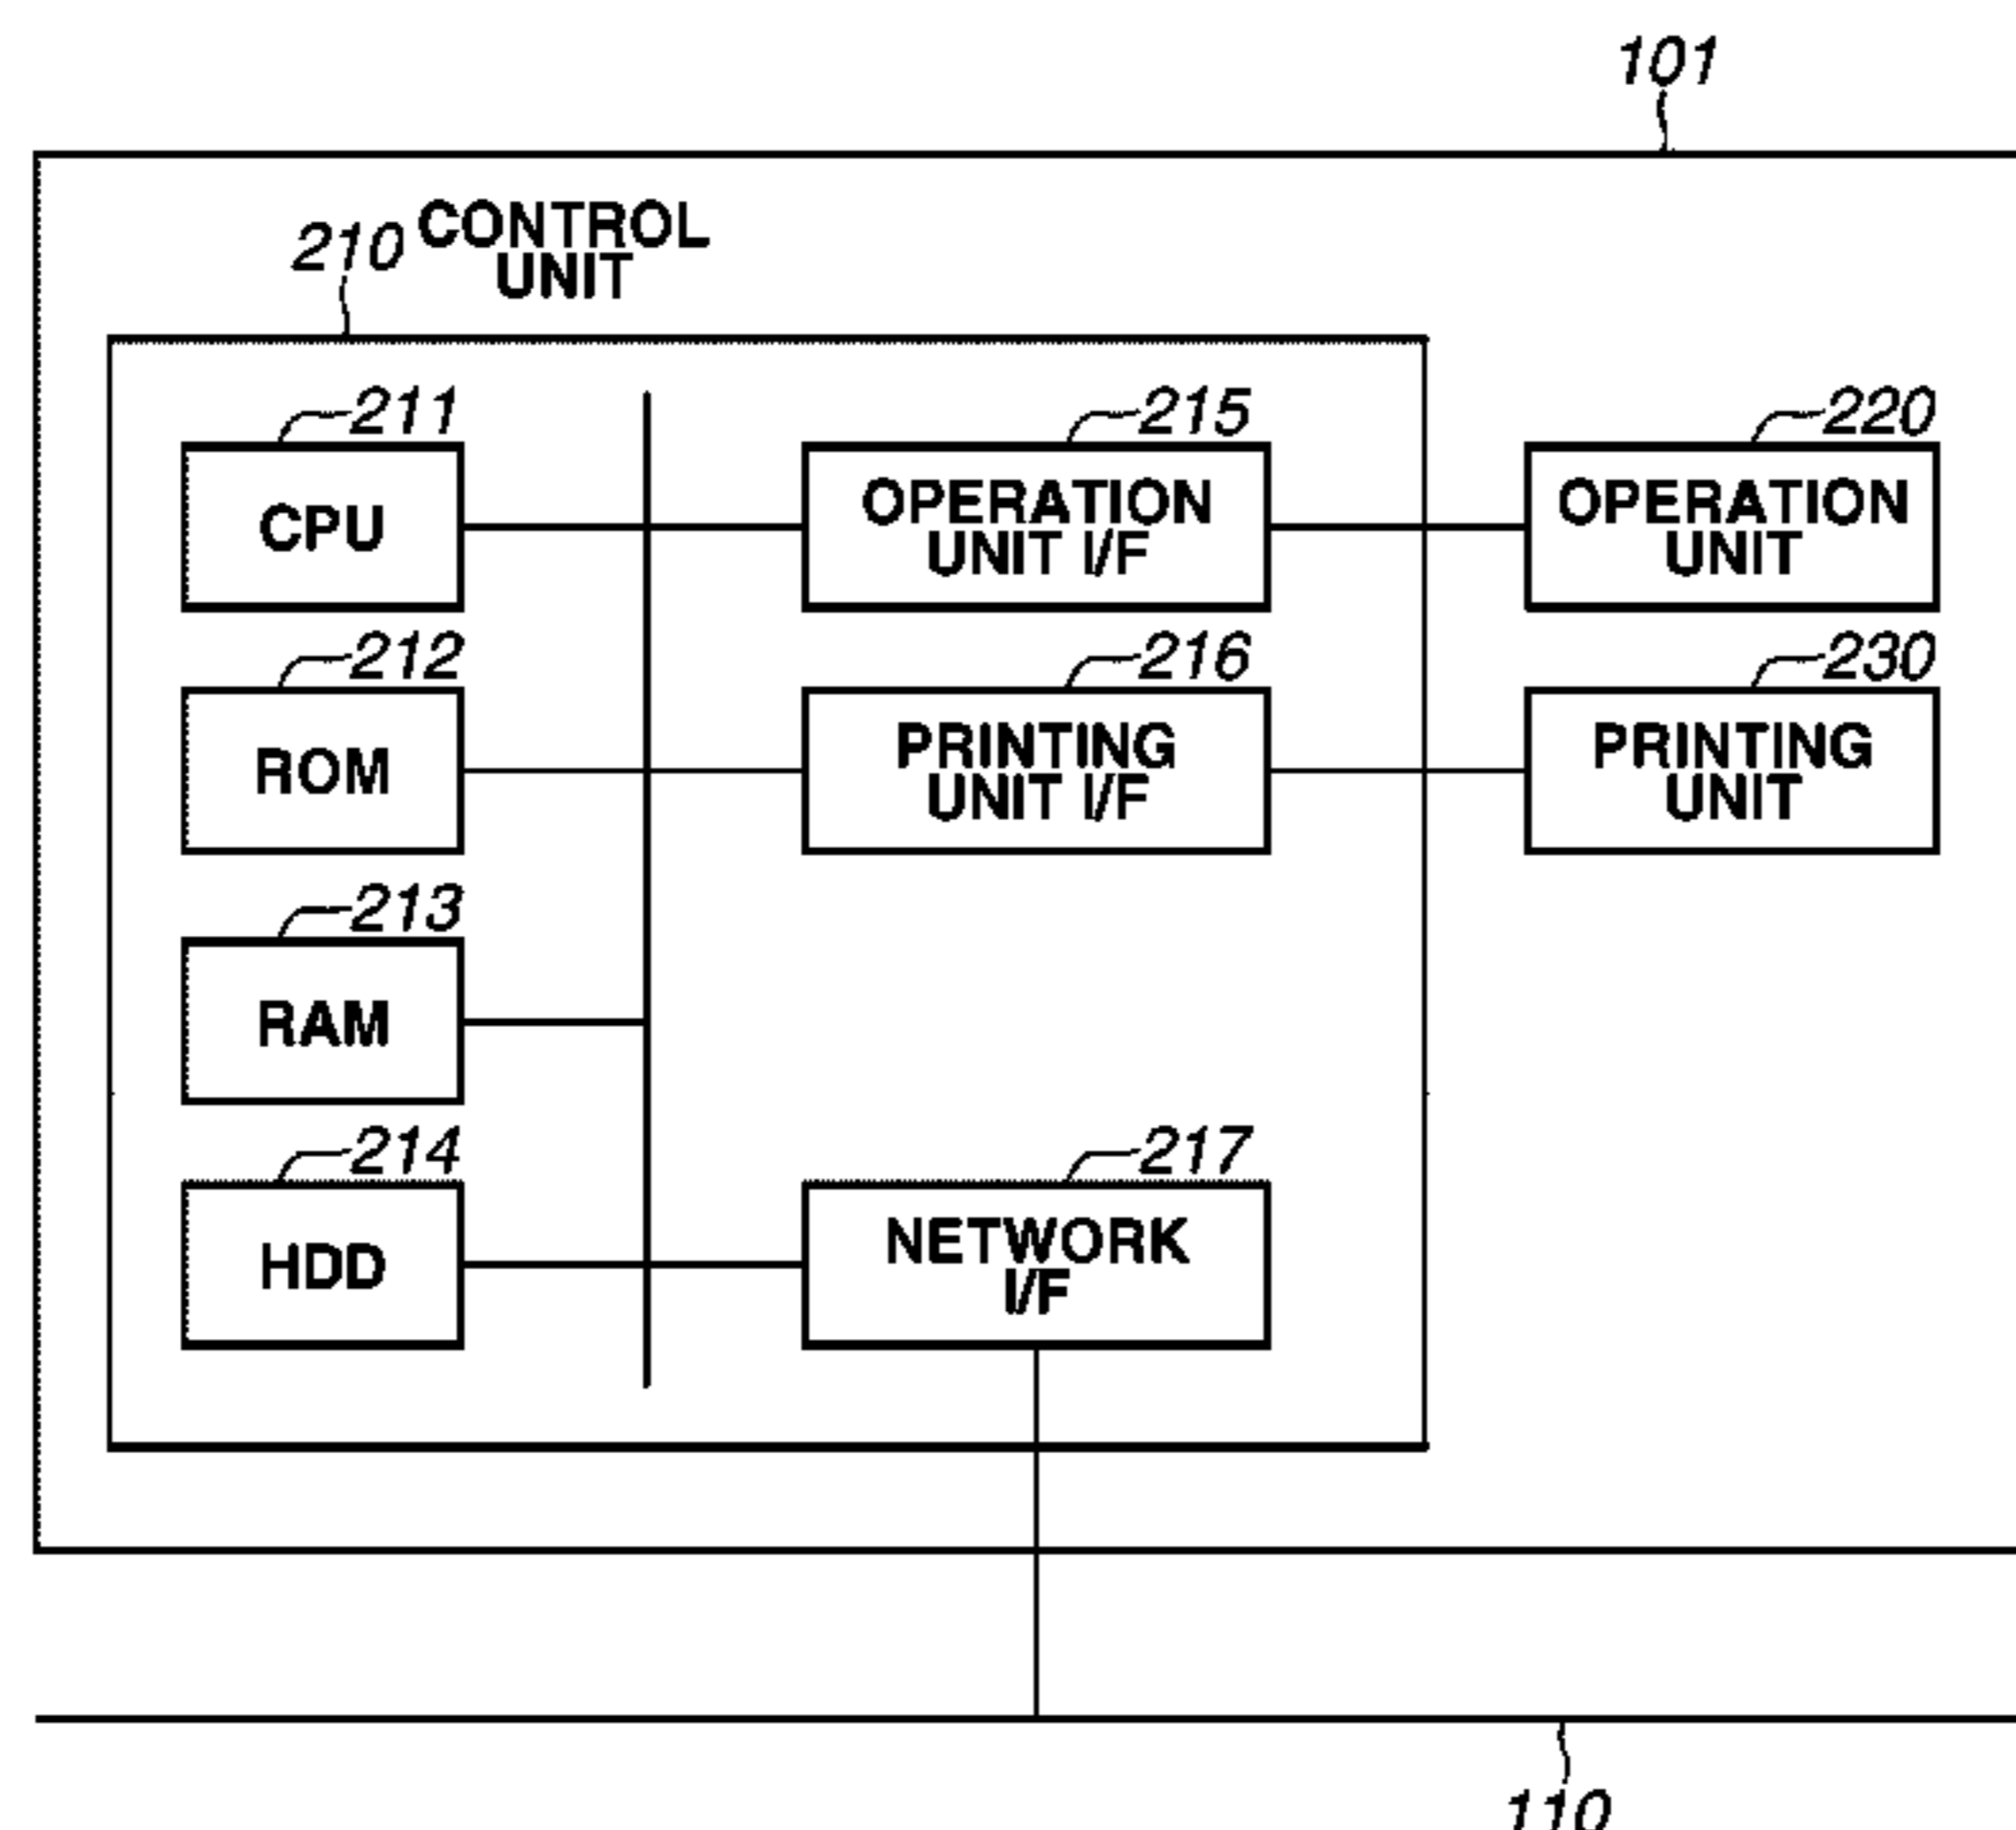 101
210 CONTROL
UNIT
211
215
220
CPU
OPERATION
UNIT I/F
OPERATION
UNIT
212
216
230
ROM
PRINTING
UNIT I/F
PRINTING
UNIT
213
RAM
214
217
HDD
NETWORK
I/F
110